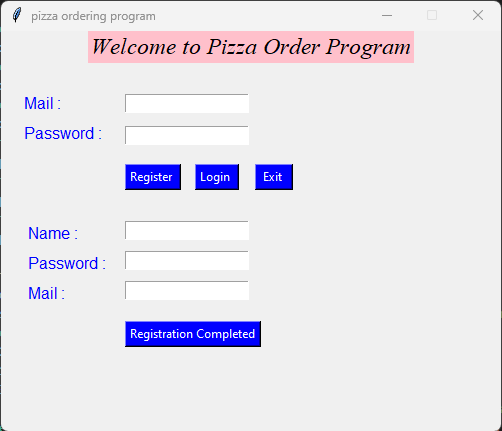 pizza ordering program
Welcome to Pizza Order Program
Mail :
Password :
Register Login Exit
Name :
Password :
Mail :
Registration Completed